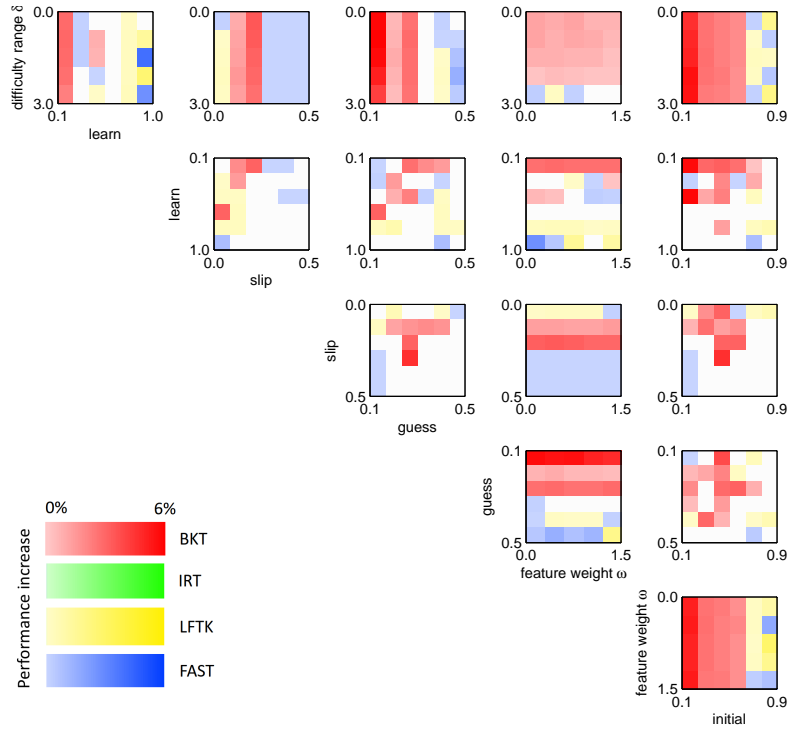 difficulty range δ
0.0 3.0 0.1 1.0
learn
0.0 3.0 0.0 0.5
0.0 3.0 0.1 0.5
0.0 3.0 0.0 1.5
0.0 3.0 0.1 0.9
learn
0.1 1.0 0.0 0.5
slip
0.1 1.0 0.1 0.5
0.1 1.0 0.0 1.5
0.1 1.0 0.1 0.9
slip
0.0 0.5 0.1 0.5
guess
0.0 0.5 0.0 1.5
0.0 0.5 0.1 0.9
guess
0.1 0.5 0.0 1.5
feature weight ω
0.1 0.5 0.1 0.9
feature weight ω
0.0 1.5 0.1 0.9
initial
Performance increase
0% 6%
BKT
IRT
LFTK
FAST